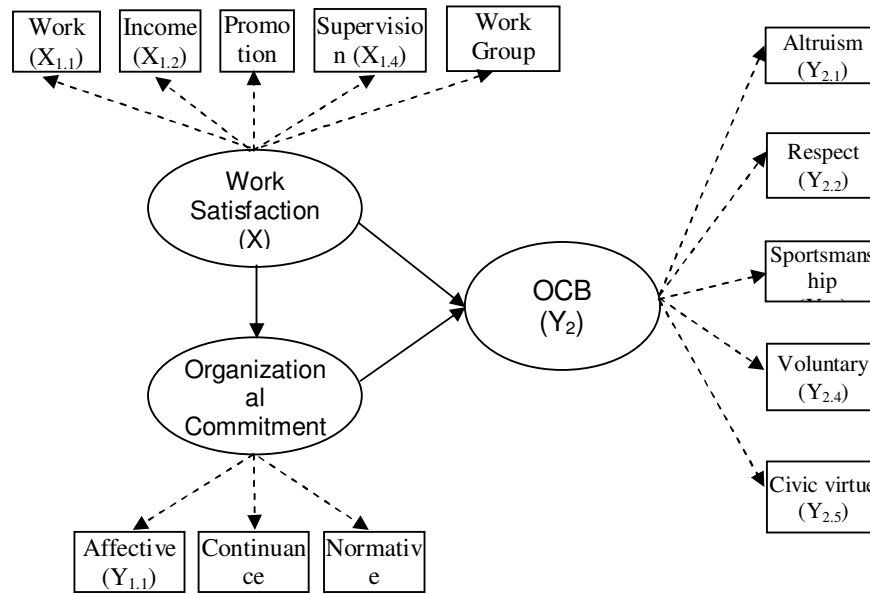 Work
(X1.1)
Income
(X1.2)
Promo
tion
Supervisio
n (X1.4)
Work
Group
Altruism
(Y2.1)
Respect
(Y2.2)
Work
Satisfaction
(X)
OCB
(Y2)
Sportsmans
hip
Organization
al
Commitment
Voluntary
(Y2.4)
Civic virtue
(Y2.5)
Affective
(Y1.1)
Continuan
ce
Normativ
e